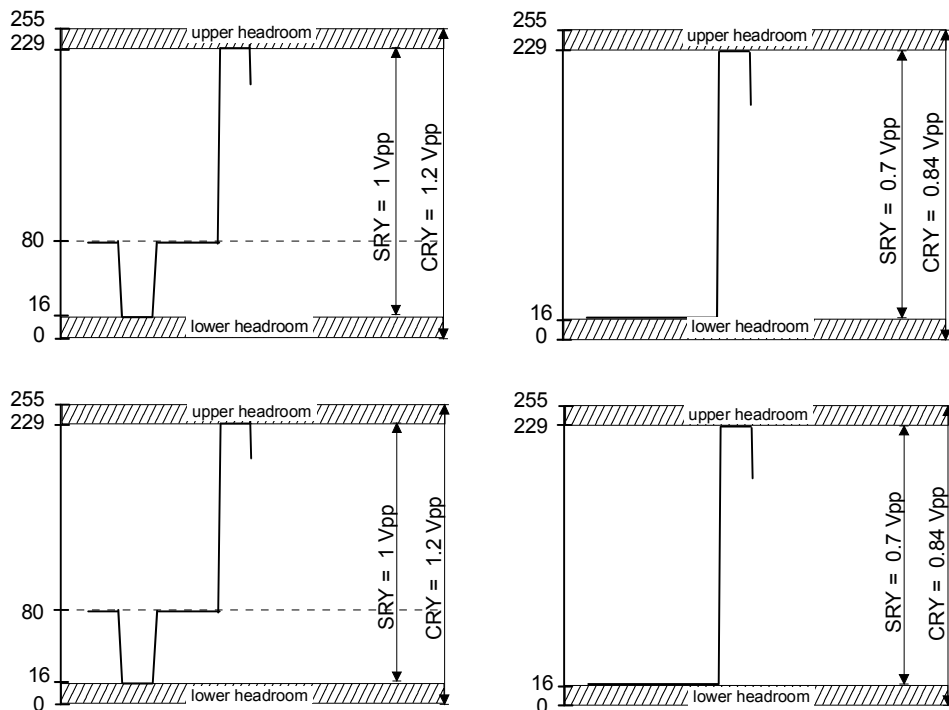 255
229
upper headroom
80
16
0
lower headroom
SRY = 1 Vpp
CRY = 1.2 Vpp
255
229
upper headroom
16
0
lower headroom
SRY = 0.7 Vpp
CRY = 0.84 Vpp
255
229
upper headroom
80
16
0
lower headroom
SRY = 1 Vpp
CRY = 1.2 Vpp
255
229
upper headroom
16
0
lower headroom
SRY = 0.7 Vpp
CRY = 0.84 Vpp